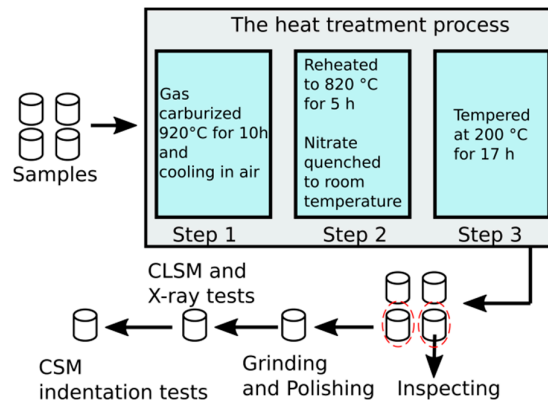 The heat treatment process
Samples
Gas
carburized
920°C for 10h
and
cooling in air
Step 1
Reheated
to 820 °C
for 5 h
Nitrate
quenched
to room
temperature
Step 2
Tempered
at 200 °C
for 17 h
Step 3
CLSM and
X-ray tests
CSM
indentation tests
Grinding
and Polishing
Inspecting